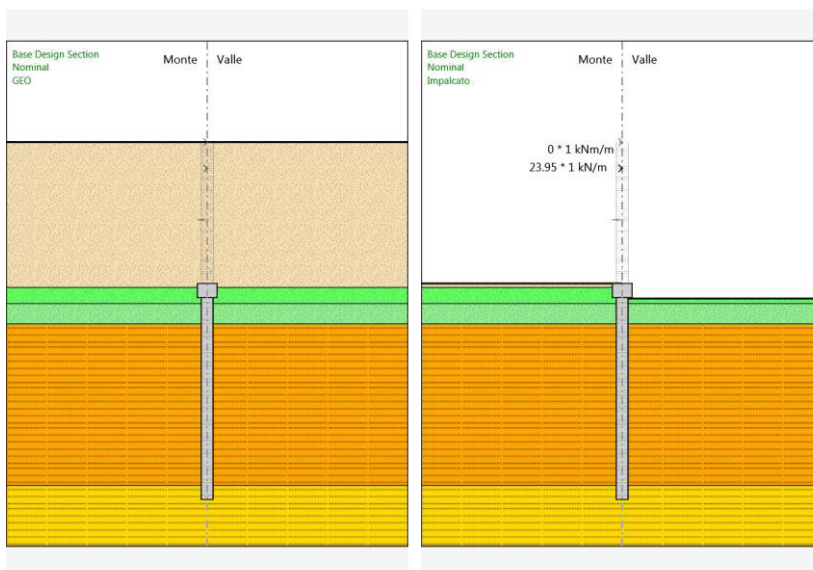 Base Design Section
Nominal
GEO
Monte Valle
Base Design Section
Nominal
Impalcato
Monte Valle
0 * 1 kNm/m
23.95 * 1 kN/m